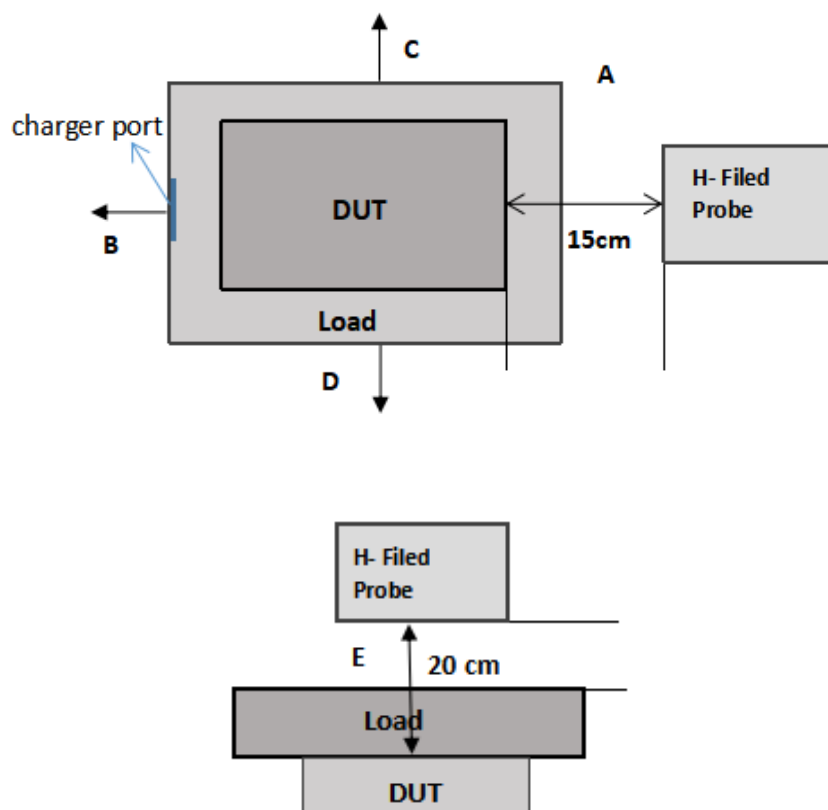 C
A
charger port
H- Filed
Probe
DUT
B
15cm
Load
D
H- Filed
Probe
E
20 cm
Load
DUT